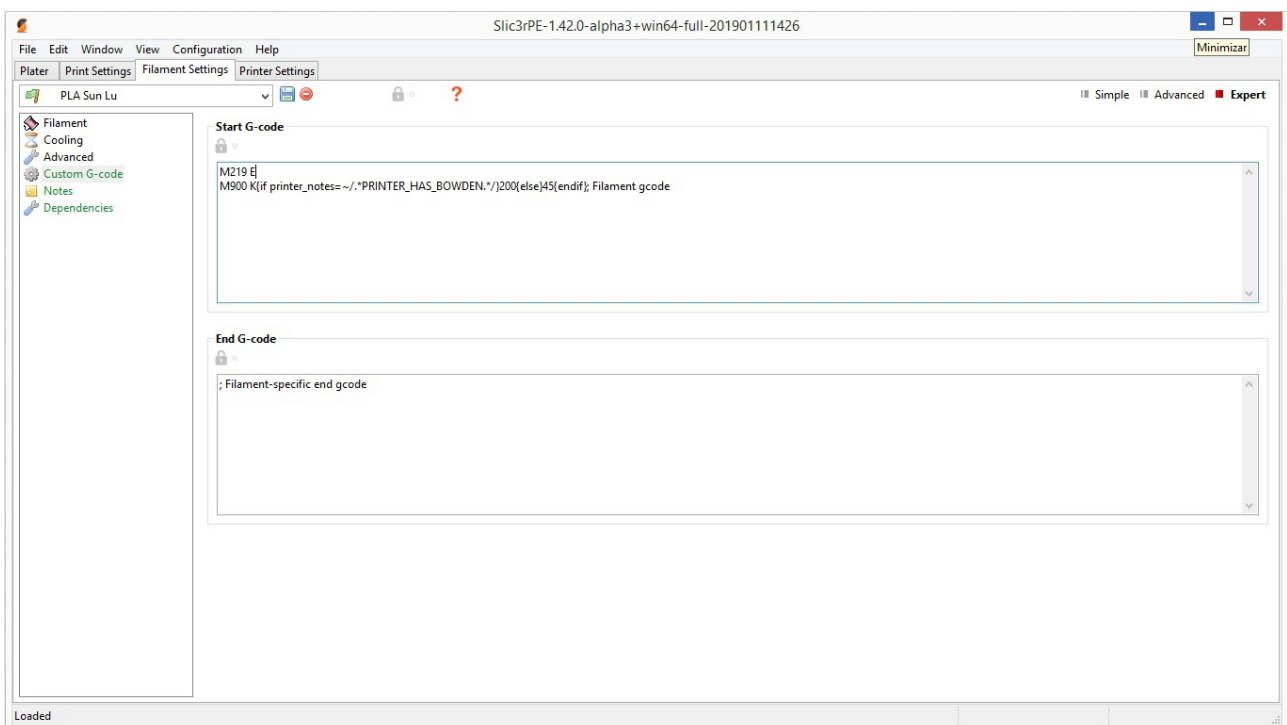 Slic3rPE-1.42.0-alpha3+win64-full-201901111426
File Edit Window View Configuration Help
Minimizar
Plater Print Settings Filament Settings Printer Settings
PLA Sun Lu ? Simple Advanced Expert
Filament
Cooling
Advanced
Custom G-code
Notes
Dependencies
Start G-code
M219 E
M900 K{if printer_notes=~/.*PRINTER_HAS_BOWDEN.*/}200{else}45{endif}; Filament gcode
End G-code
; Filament-specific end gcode
Loaded